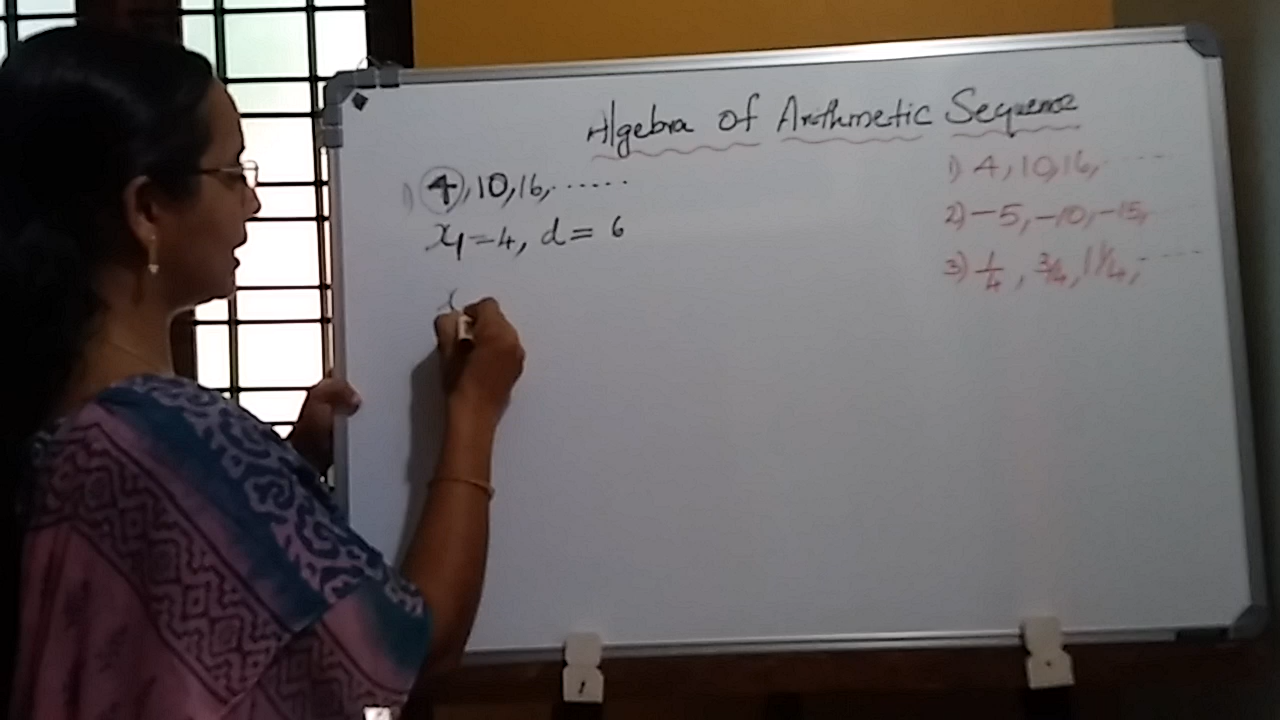 Algebra of Arithmetic Sequence
1) 4, 10, 16, ......
x1 = 4, d = 6
x
1) 4, 10, 16, ....
2) -5, -10, -15,
3) 1/4, 3/4, 1 1/4, ....